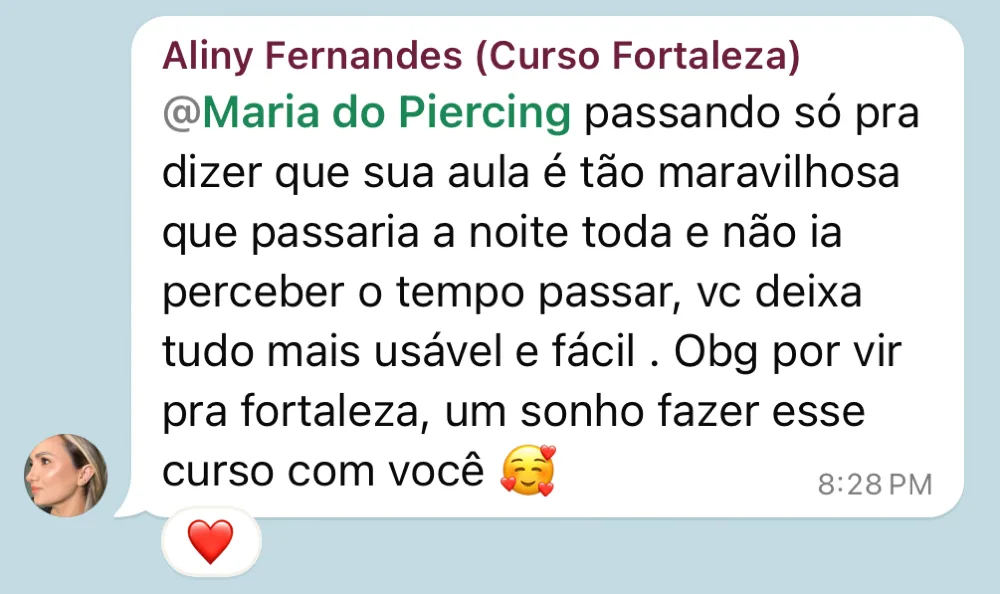 Aliny Fernandes (Curso Fortaleza)
@Maria do Piercing passando só pra
dizer que sua aula é tão maravilhosa
que passaria a noite toda e não ia
perceber o tempo passar, vc deixa
tudo mais usável e fácil . Obg por vir
pra fortaleza, um sonho fazer esse
curso com você 🥰
8:28 PM
❤️